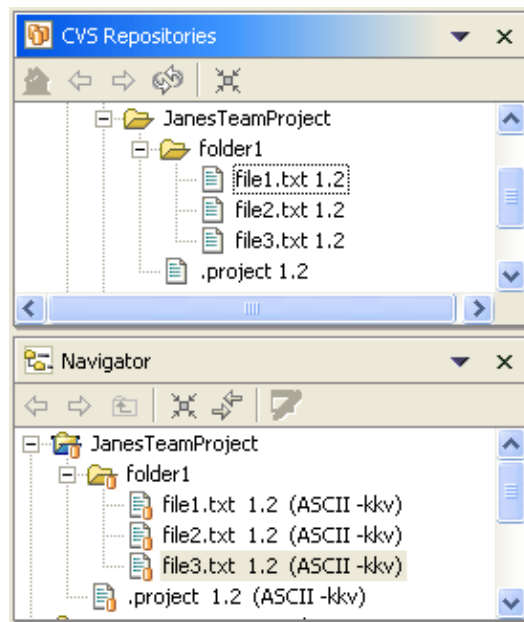 CVS Repositories
JanesTeamProject
folder1
file1.txt 1.2
file2.txt 1.2
file3.txt 1.2
.project 1.2
Navigator
JanesTeamProject
folder1
file1.txt 1.2 (ASCII -kkv)
file2.txt 1.2 (ASCII -kkv)
file3.txt 1.2 (ASCII -kkv)
.project 1.2 (ASCII -kkv)